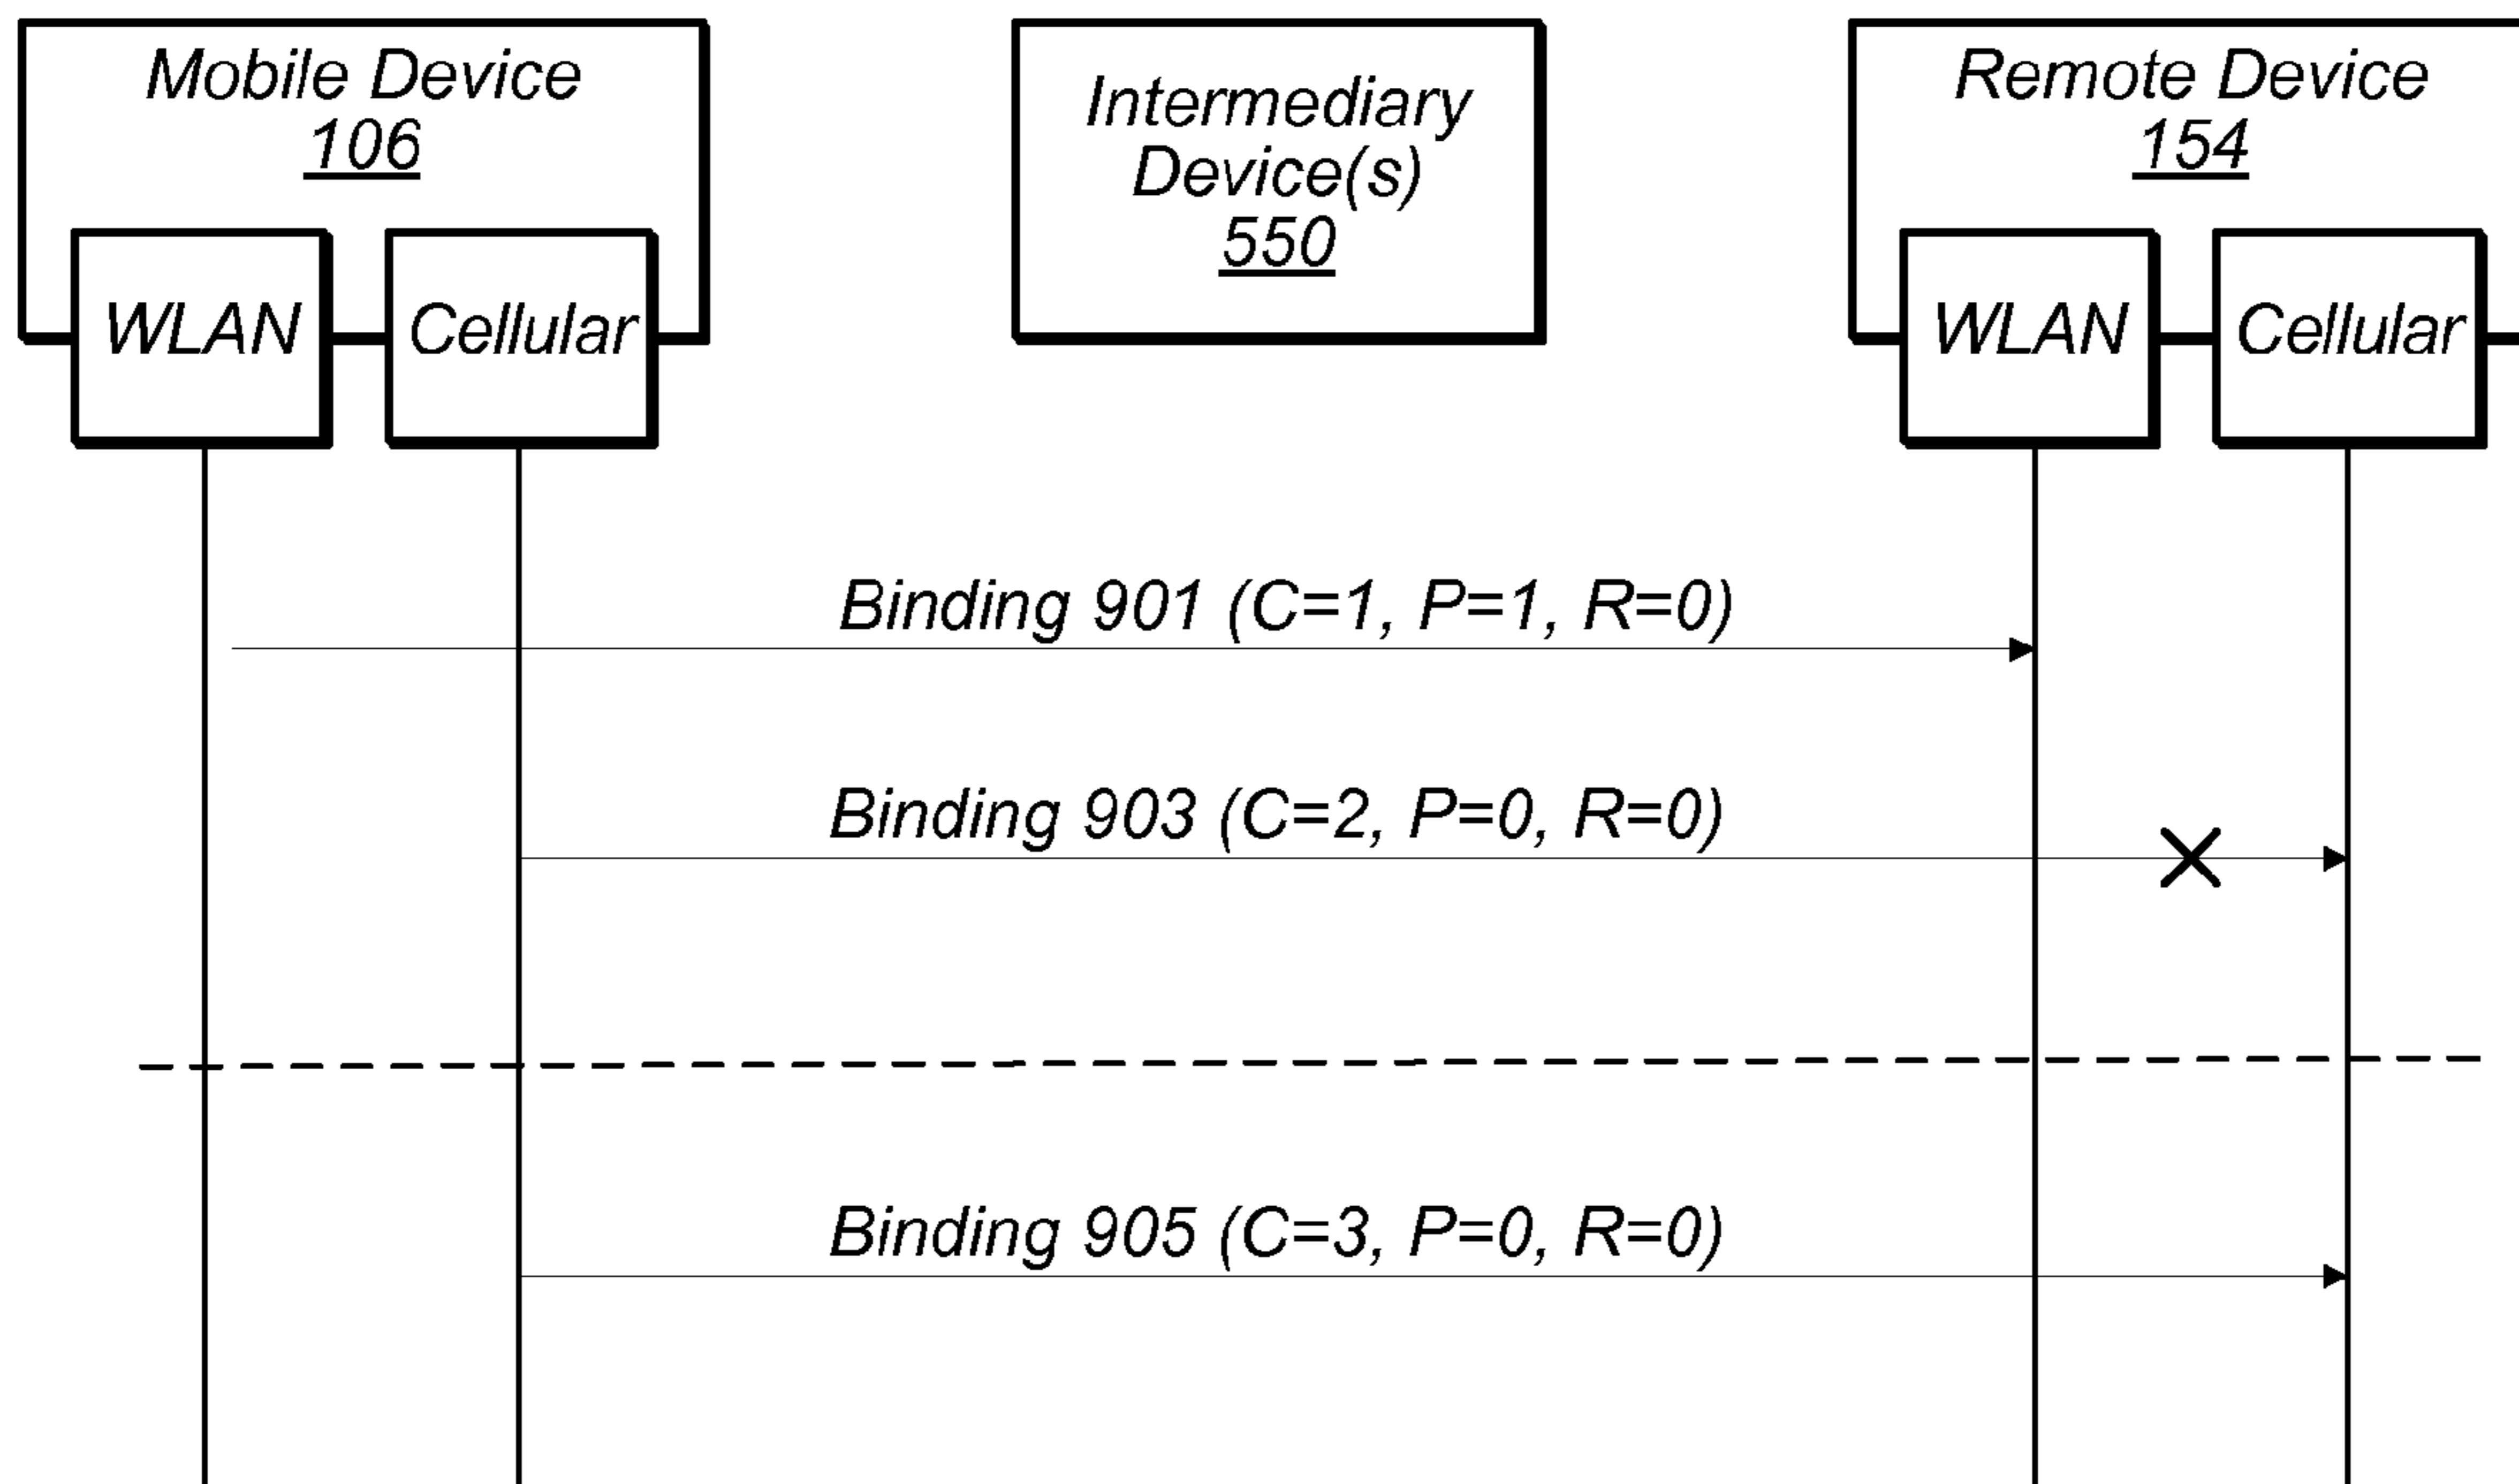 Mobile Device
106
WLAN
Cellular
Intermediary
Device(s)
550
Remote Device
154
WLAN
Cellular
Binding 901 (C=1, P=1, R=0)
Binding 903 (C=2, P=0, R=0)
Binding 905 (C=3, P=0, R=0)